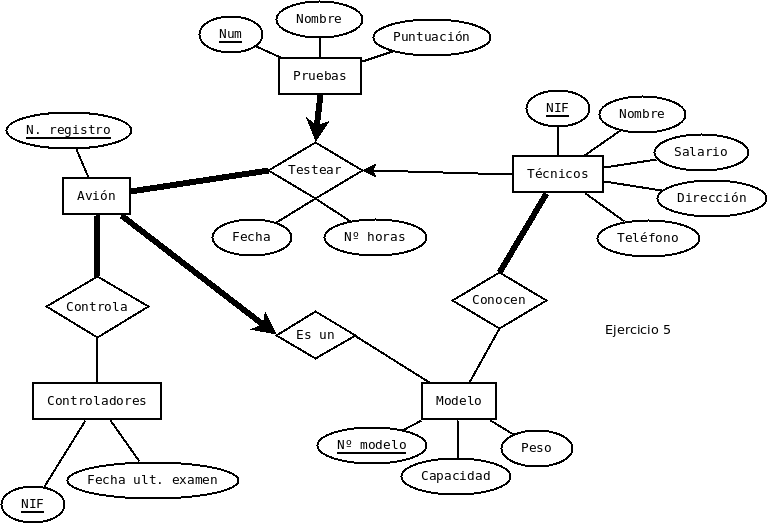 Nombre
Num
Puntuación
Pruebas
NIF
Nombre
N. registro
Salario
Testear
Técnicos
Avión
Dirección
Fecha
Nº horas
Teléfono
Conocen
Controla
Es un
Ejercicio 5
Controladores
Modelo
Nº modelo
Peso
Capacidad
Fecha ult. examen
NIF